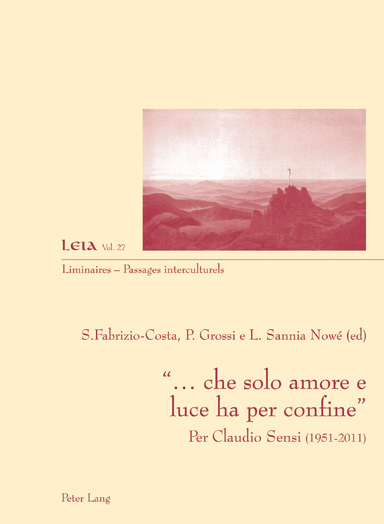 LEIA Vol. 27
Liminaires – Passages interculturels
S.Fabrizio-Costa, P. Grossi e L. Sannia Nowé (ed)
“… che solo amore e
luce ha per confine”
Per Claudio Sensi (1951-2011)
Peter Lang